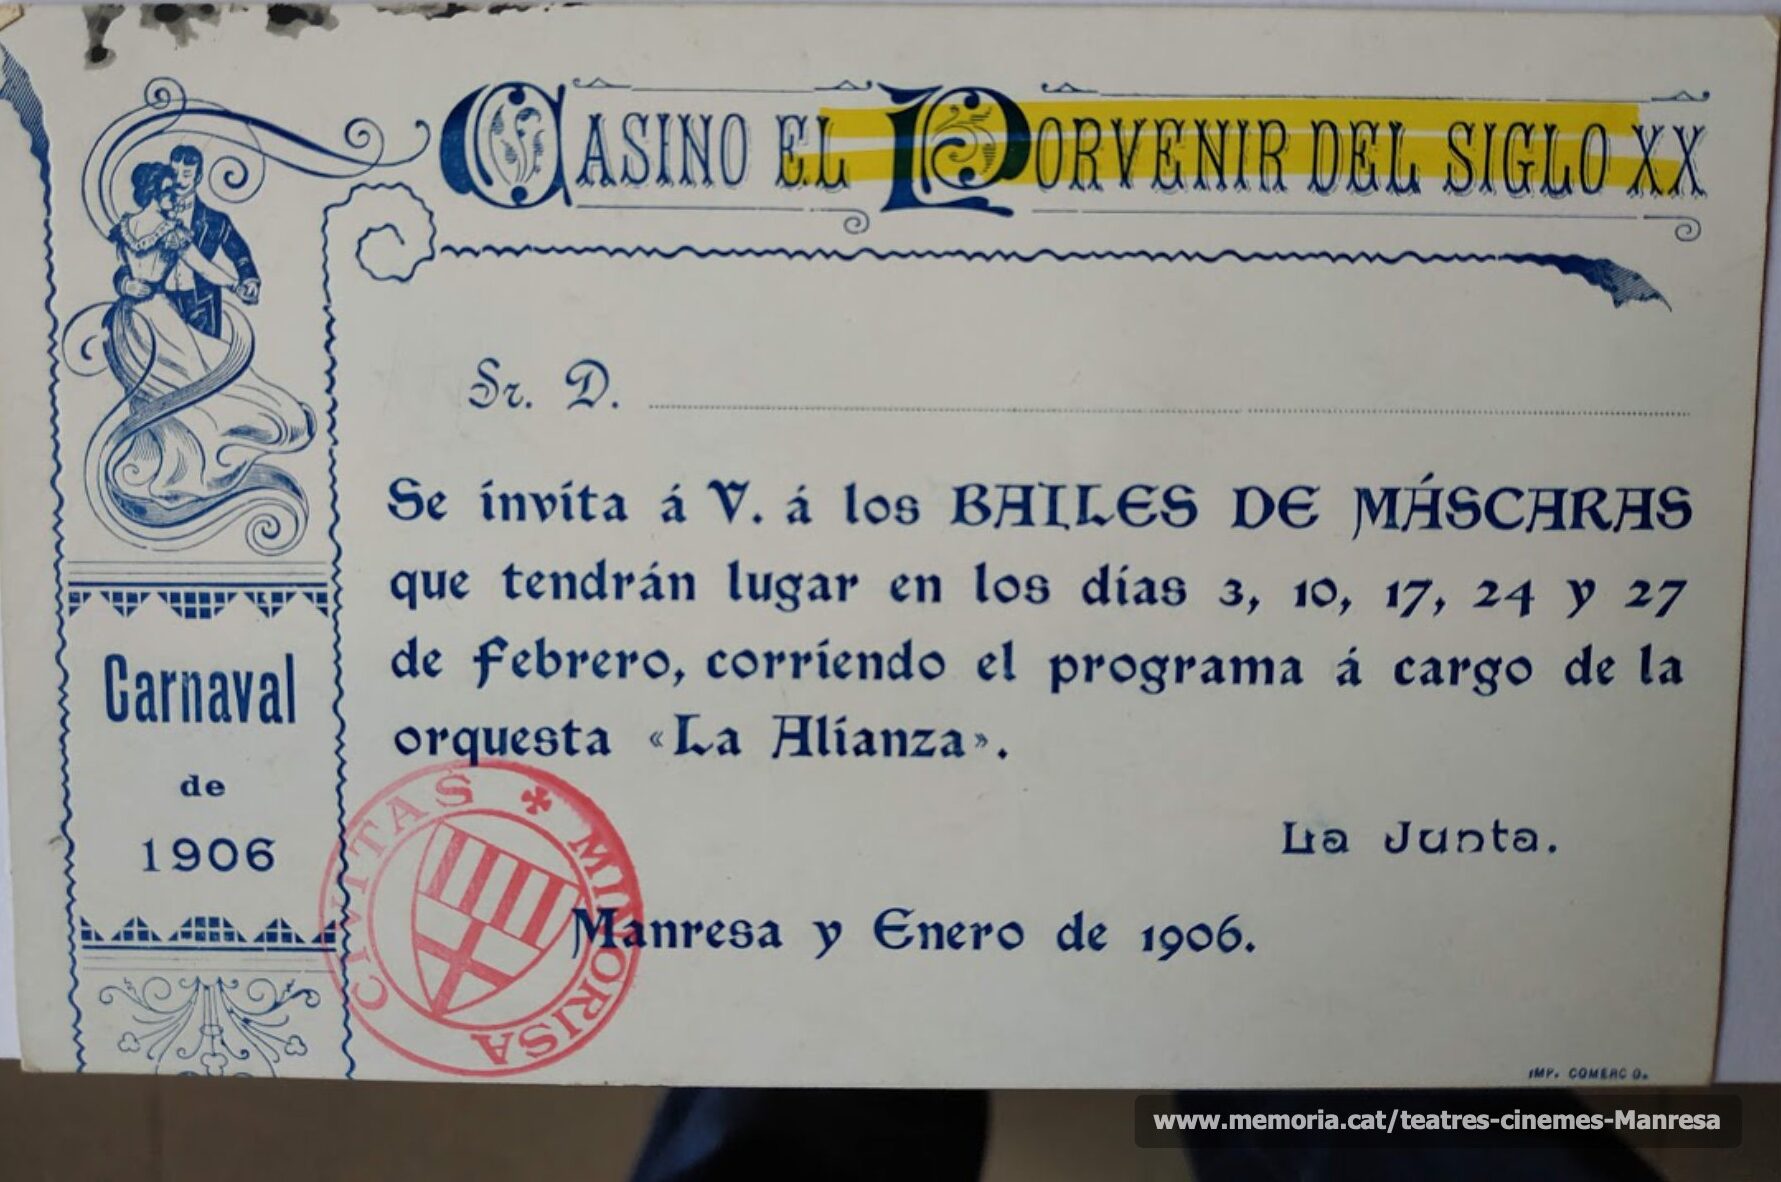 CASINO EL PORVENIR DEL SIGLO XX
Sr. D.
Se invita á V. á los BAILES DE MÁSCARAS
que tendrán lugar en los días 3, 10, 17, 24 y 27
de Febrero, corriendo el programa á cargo de la
orquesta «La Alianza».
La Junta.
Manresa y Enero de 1906.
Carnaval
de
1906
CIVITAS ✠ MINORISA
IMP. COMERCIO.
www.memoria.cat/teatres-cinemes-Manresa